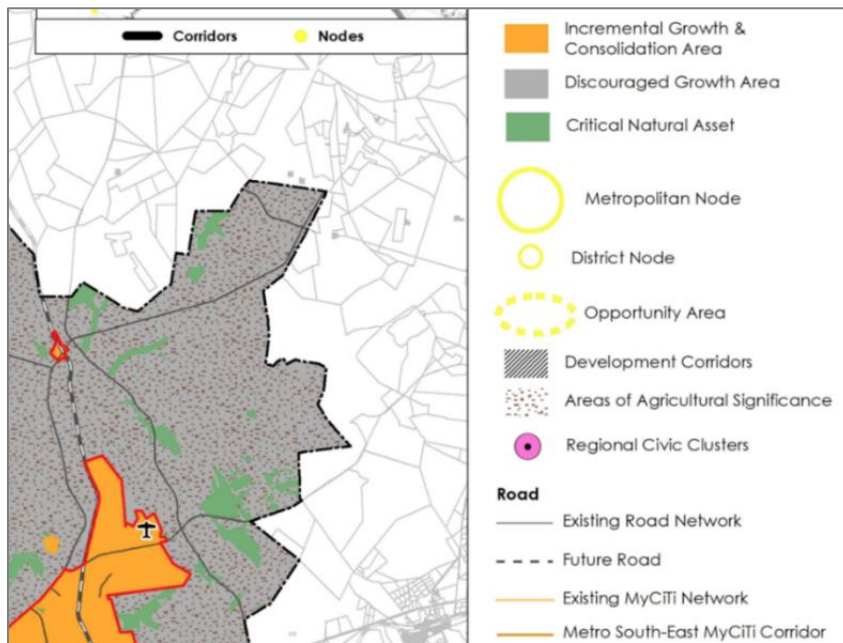 Corridors
Nodes
Incremental Growth &
Consolidation Area
Discouraged Growth Area
Critical Natural Asset
Metropolitan Node
District Node
Opportunity Area
Development Corridors
Areas of Agricultural Significance
Regional Civic Clusters
Road
Existing Road Network
Future Road
Existing MyCiTi Network
Metro South-East MyCiTi Corridor